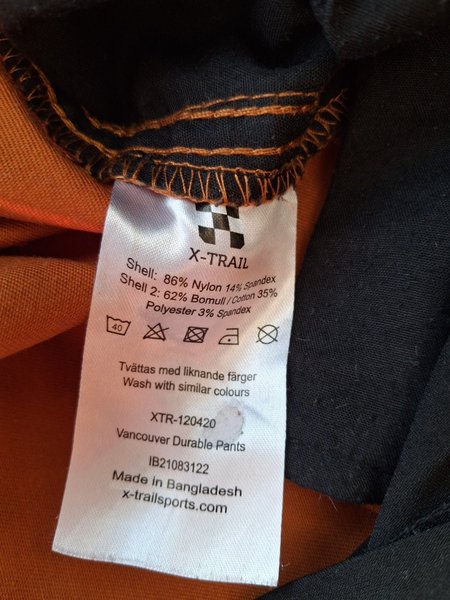 X-TRAIL
Shell: 86% Nylon 14% Spandex
Shell 2: 62% Bomull / Cotton 35%
Polyester 3% Spandex
40
Tvättas med liknande färger
Wash with similar colours
XTR-120420
Vancouver Durable Pants
IB21083122
Made in Bangladesh
x-trailsports.com